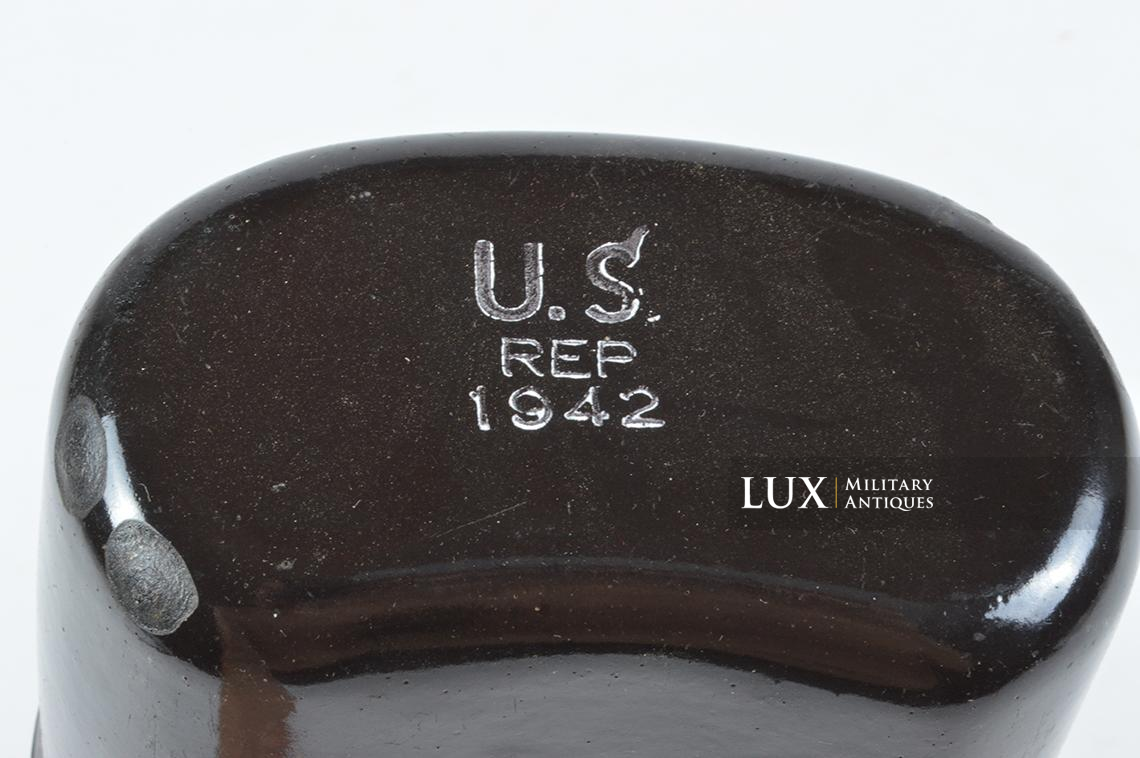 U.S.
REP
1942
LUX MILITARY
ANTIQUES